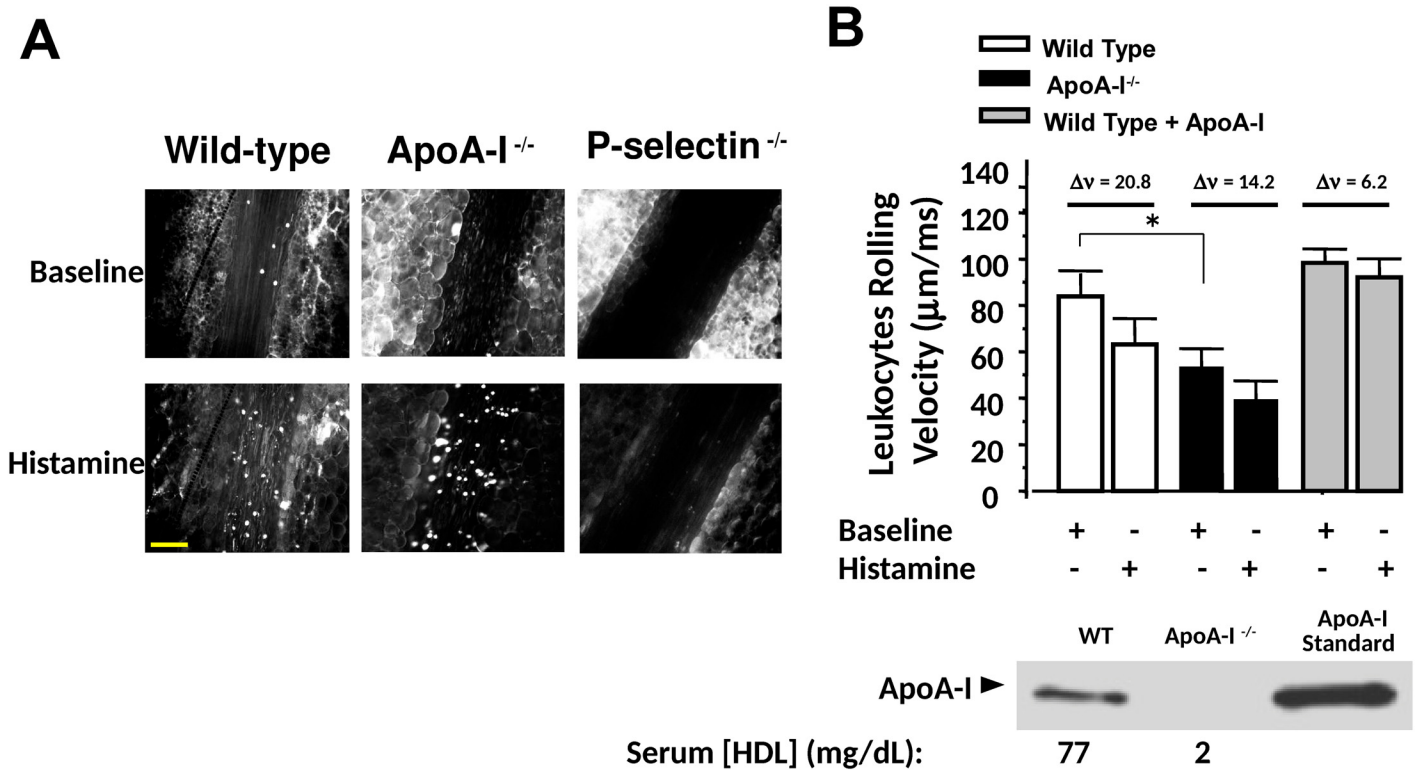 A
Wild-type ApoA-I -/- P-selectin -/-
Baseline
Histamine
B
Wild Type
ApoA-I-/-
Wild Type + ApoA-I
Leukocytes Rolling
Velocity (µm/ms)
140
120
100
80
60
40
20
0
Δν = 20.8 Δν = 14.2 Δν = 6.2
*
Baseline + - + - + -
Histamine - + - + - +
WT ApoA-I -/- ApoA-I
Standard
ApoA-I
Serum [HDL] (mg/dL): 77 2